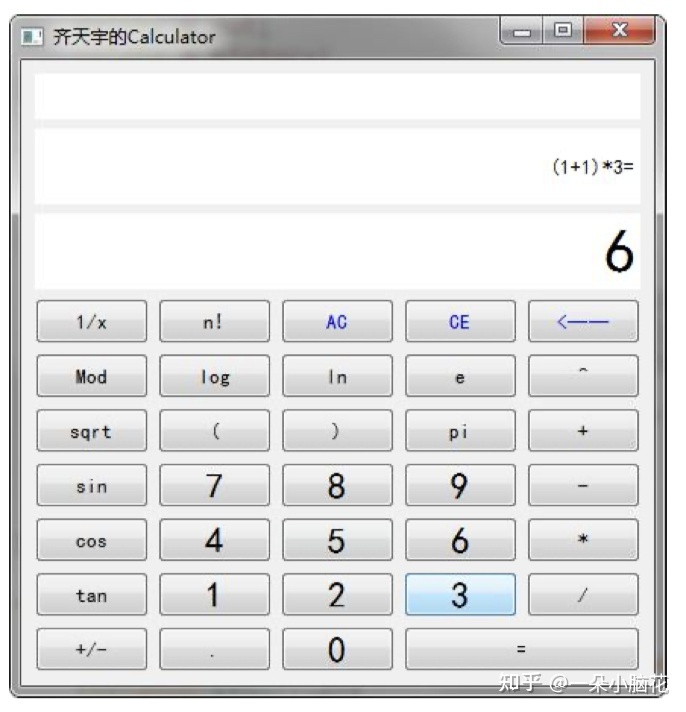 齐天宇的Calculator
(1+1)*3=
6
1/x n! AC CE <——
Mod log ln e ^
sqrt ( ) pi +
sin 7 8 9 -
cos 4 5 6 *
tan 1 2 3 /
+/- . 0 =
知乎 @一朵小脑花